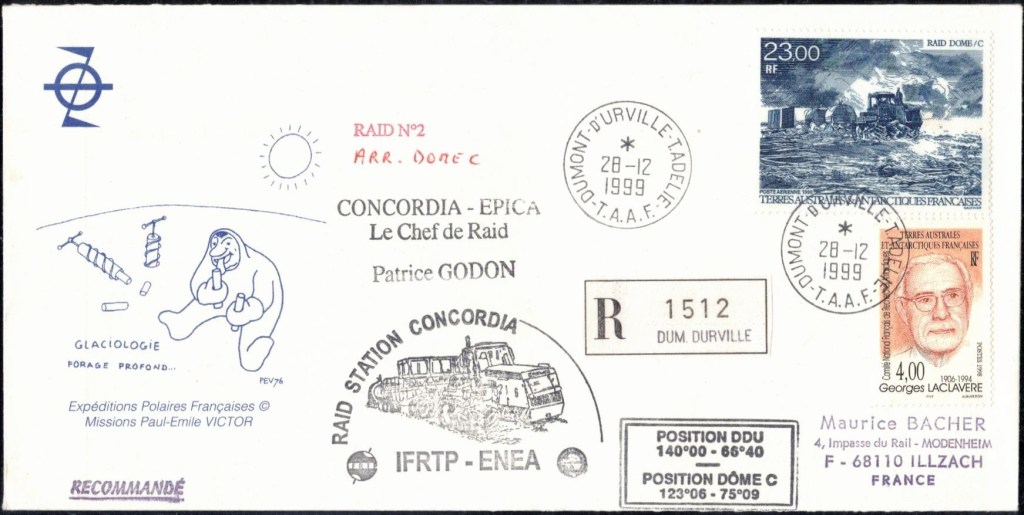 23.00
RF
RAID DOME/C
POSTE AERIENNE 1999
TERRES AUSTRALES & ANTARCTIQUES FRANÇAISES
RAID N°2
ARR. DOME C
DUMONT-D'URVILLE-T.ADELIE
*
28-12
1999
-T.A.A.F.-
CONCORDIA - EPICA
Le Chef de Raid
Patrice GODON
DUMONT-D'URVILLE-T.ADELIE
*
28-12
1999
-T.A.A.F.-
TERRES AUSTRALES
ET ANTARCTIQUES FRANÇAISES
RF
POSTES 1998
4,00
1906-1994
Georges LACLAVERE
R
1512
DUM. DURVILLE
GLACIOLOGIE
FORAGE PROFOND...
PEV76
Expéditions Polaires Françaises ©
Missions Paul-Emile VICTOR
RAID STATION CONCORDIA
IFRTP - ENEA
POSITION DDU
140°00 - 66°40
POSITION DÔME C
123°06 - 75°09
Maurice BACHER
4, Impasse du Rail - MODENHEIM
F - 68110 ILLZACH
FRANCE
RECOMMANDÉ